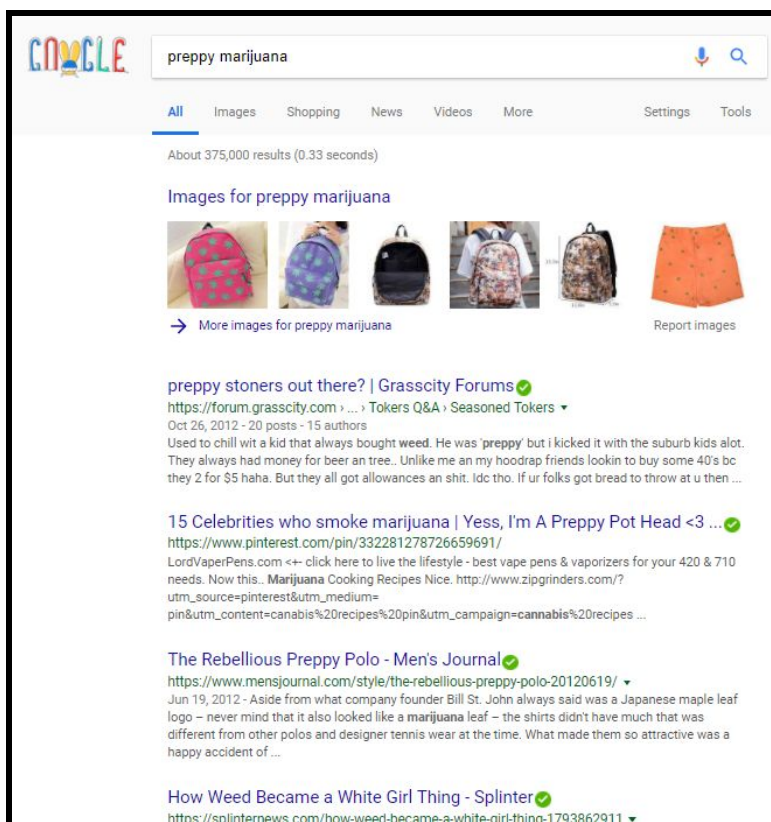 preppy marijuana
All Images Shopping News Videos More Settings Tools
About 375,000 results (0.33 seconds)
Images for preppy marijuana
→ More images for preppy marijuana Report images
preppy stoners out there? | Grasscity Forums
https://forum.grasscity.com › ... › Tokers Q&A › Seasoned Tokers ▾
Oct 26, 2012 - 20 posts - 15 authors
Used to chill wit a kid that always bought weed. He was 'preppy' but i kicked it with the suburb kids alot.
They always had money for beer an tree.. Unlike me an my hoodrap friends lookin to buy some 40's bc
they 2 for $5 haha. But they all got allowances an shit. Idc tho. If ur folks got bread to throw at u then ...
15 Celebrities who smoke marijuana | Yess, I'm A Preppy Pot Head <3 ...
https://www.pinterest.com/pin/332281278726659691/
LordVaperPens.com <+- click here to live the lifestyle - best vape pens & vaporizers for your 420 & 710
needs. Now this.. Marijuana Cooking Recipes Nice. http://www.zipgrinders.com/?
utm_source=pinterest&utm_medium=
pin&utm_content=canabis%20recipes%20pin&utm_campaign=cannabis%20recipes ...
The Rebellious Preppy Polo - Men's Journal
https://www.mensjournal.com/style/the-rebellious-preppy-polo-20120619/ ▾
Jun 19, 2012 - Aside from what company founder Bill St. John always said was a Japanese maple leaf
logo – never mind that it also looked like a marijuana leaf – the shirts didn't have much that was
different from other polos and designer tennis wear at the time. What made them so attractive was a
happy accident of ...
How Weed Became a White Girl Thing - Splinter
https://splinternews.com/how-weed-became-a-white-girl-thing-1793862911 ▾